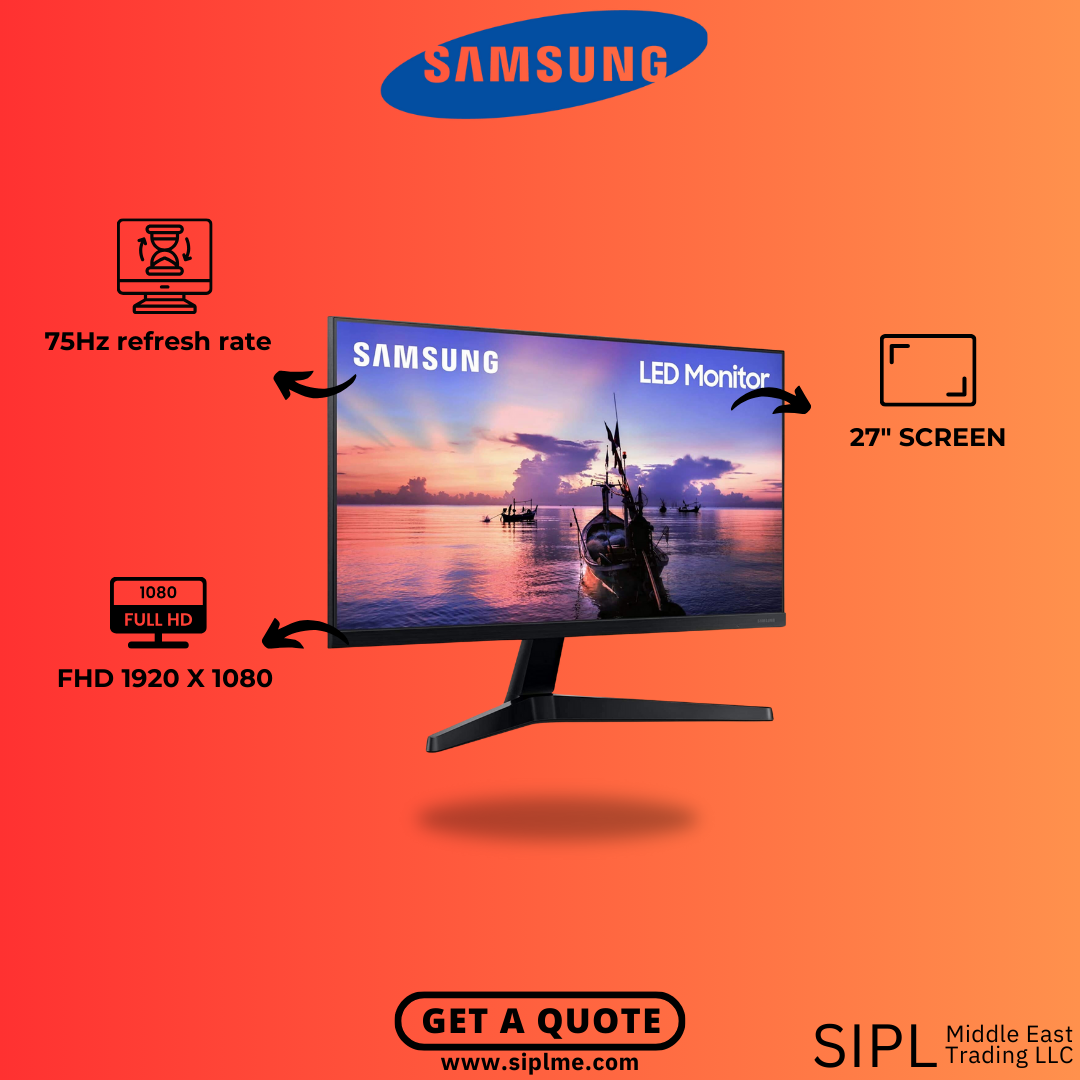 SAMSUNG
75Hz refresh rate
SAMSUNG
LED Monitor
27" SCREEN
1080
FULL HD
FHD 1920 X 1080
GET A QUOTE
www.siplme.com
SIPL
Middle East
Trading LLC